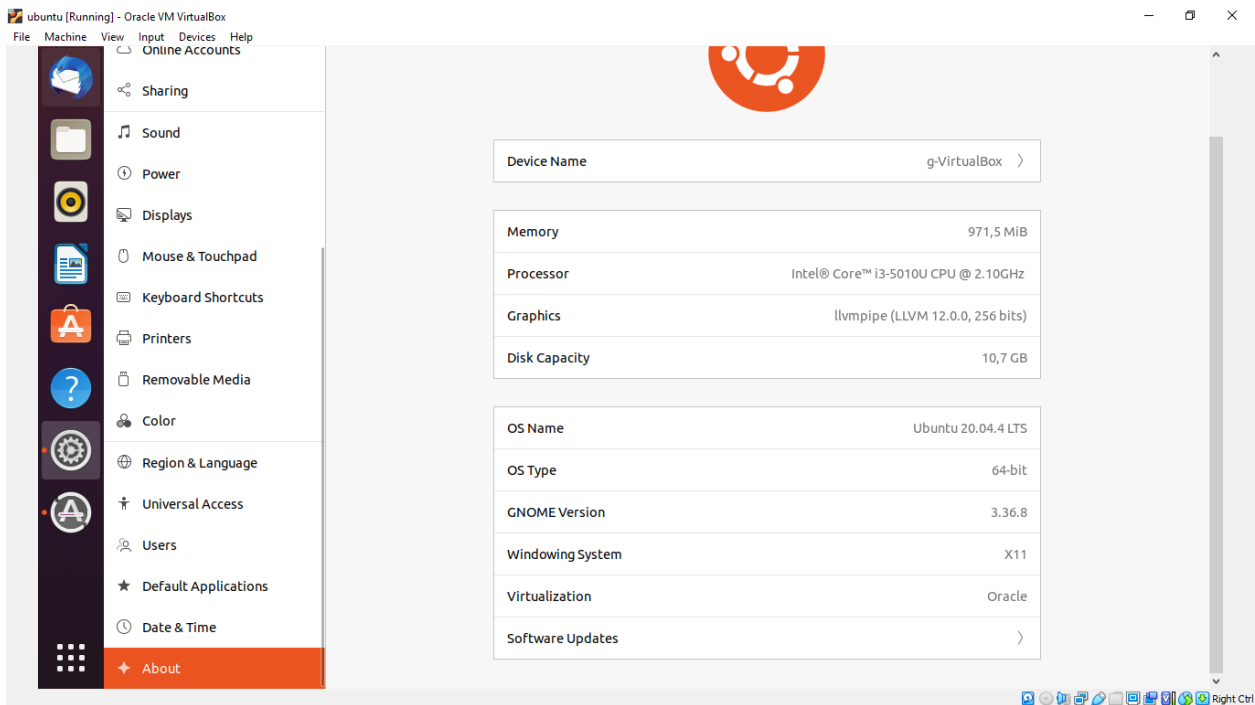 ubuntu [Running] - Oracle VM VirtualBox
File Machine View Input Devices Help
Online Accounts
Sharing
Sound
Power
Displays
Mouse & Touchpad
Keyboard Shortcuts
Printers
Removable Media
Color
Region & Language
Universal Access
Users
Default Applications
Date & Time
About
Device Name g-VirtualBox
Memory 971,5 MiB
Processor Intel® Core™ i3-5010U CPU @ 2.10GHz
Graphics llvmpipe (LLVM 12.0.0, 256 bits)
Disk Capacity 10,7 GB
OS Name Ubuntu 20.04.4 LTS
OS Type 64-bit
GNOME Version 3.36.8
Windowing System X11
Virtualization Oracle
Software Updates
Right Ctrl